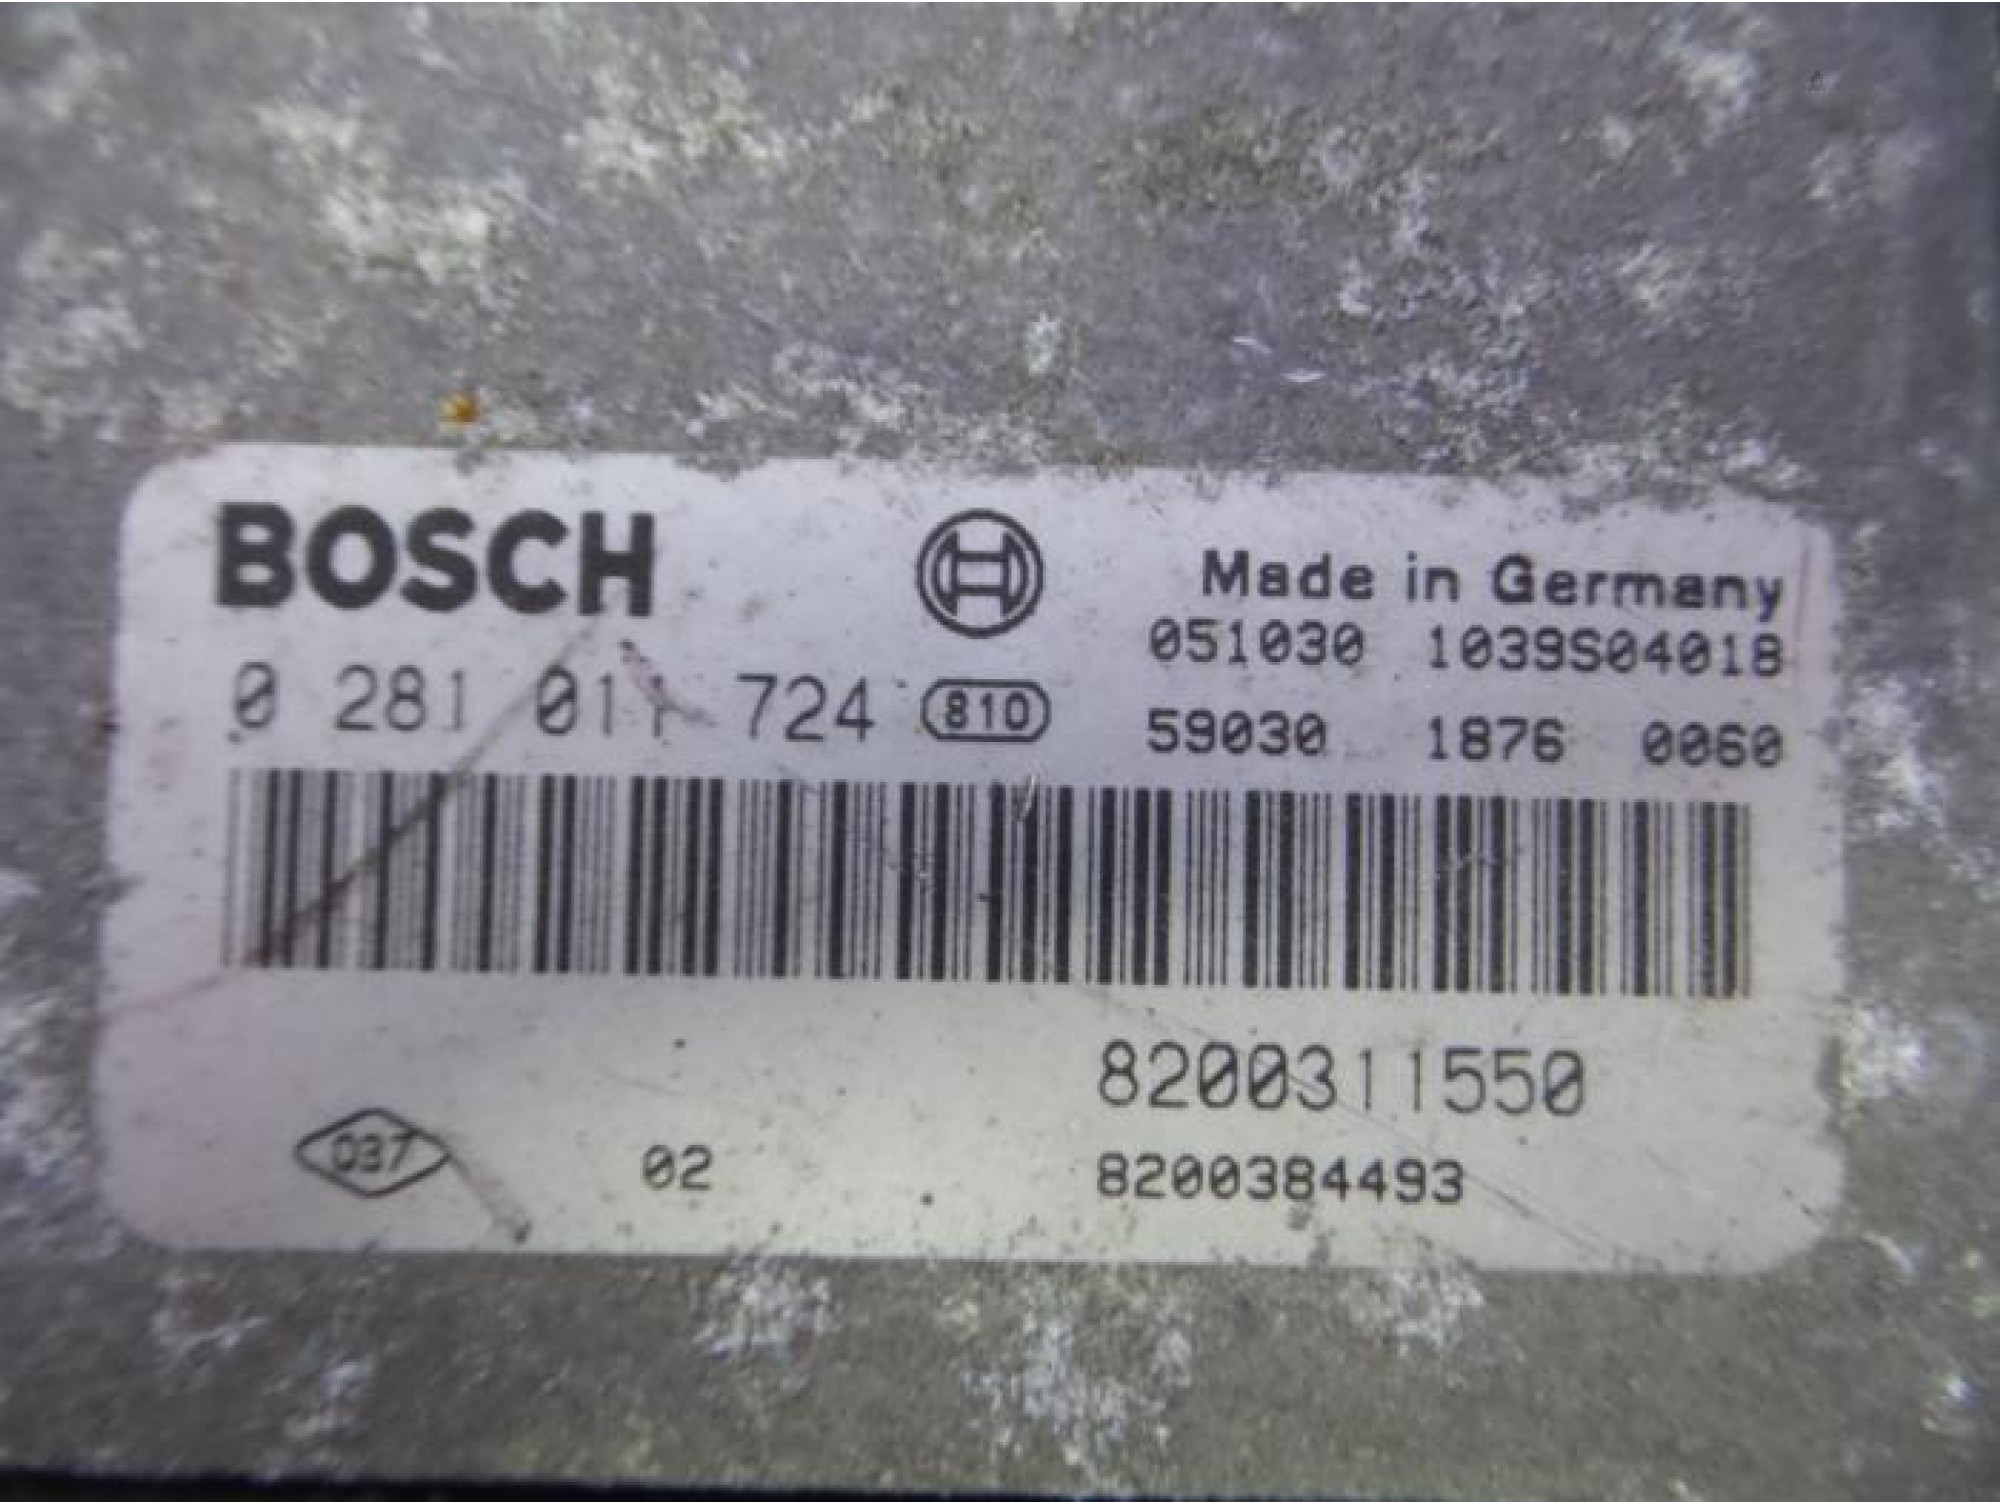 BOSCH
Made in Germany
051030 1039S04018
0 281 011 724 810
59030 1876 0060
8200311550
037 02 8200384493